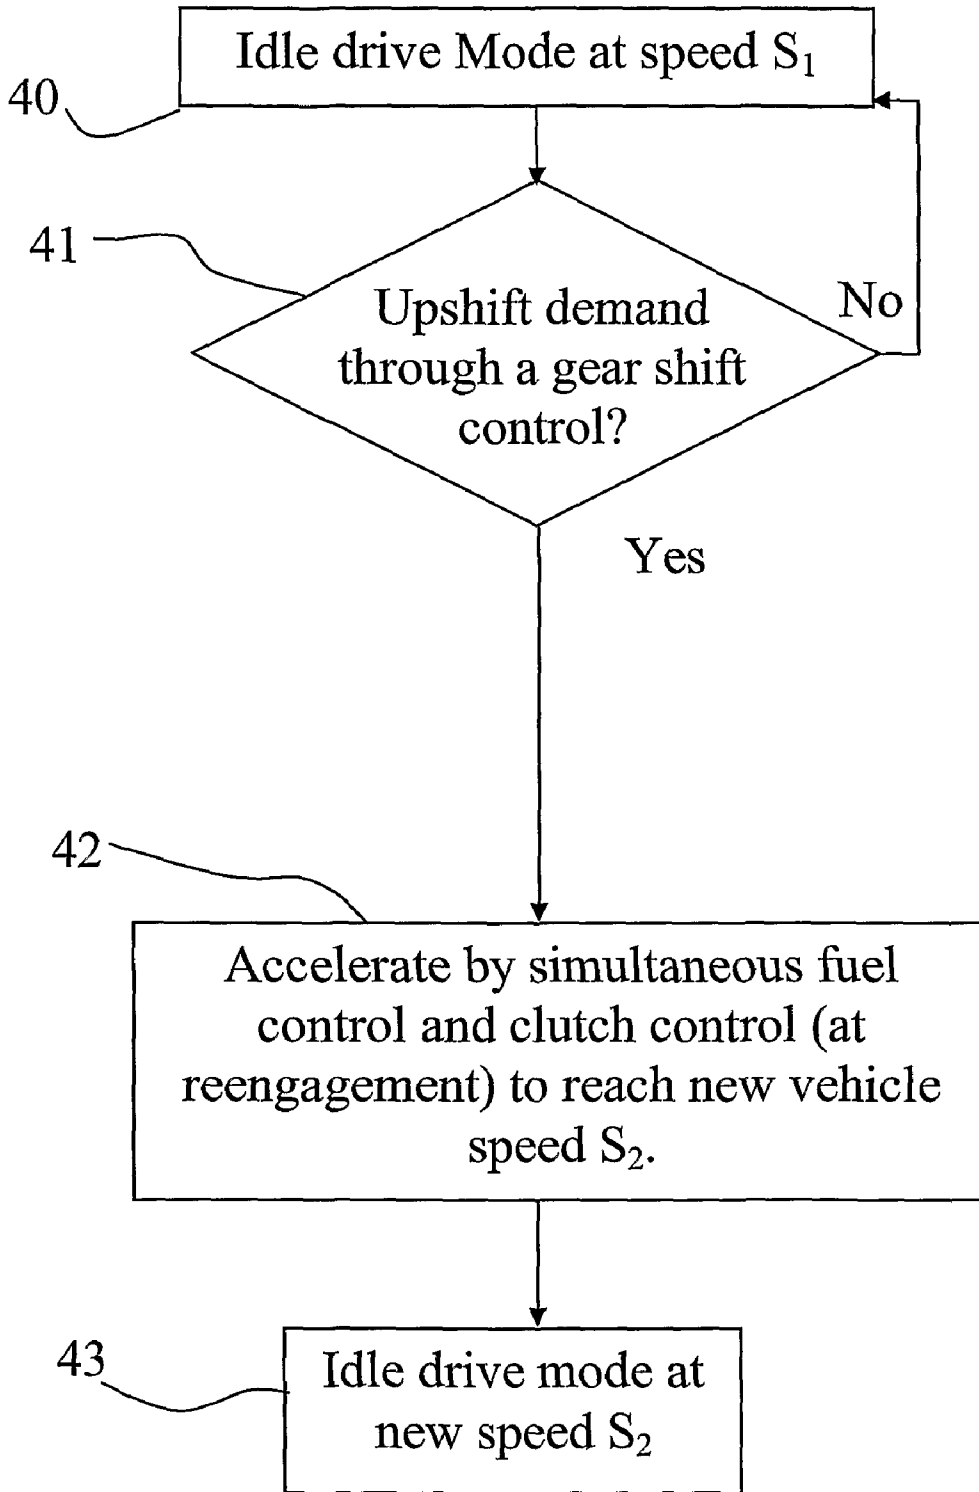 Idle drive Mode at speed S₁
40
41
Upshift demand
through a gear shift
control?
No
Yes
42
Accelerate by simultaneous fuel
control and clutch control (at
reengagement) to reach new vehicle
speed S₂.
43
Idle drive mode at
new speed S₂